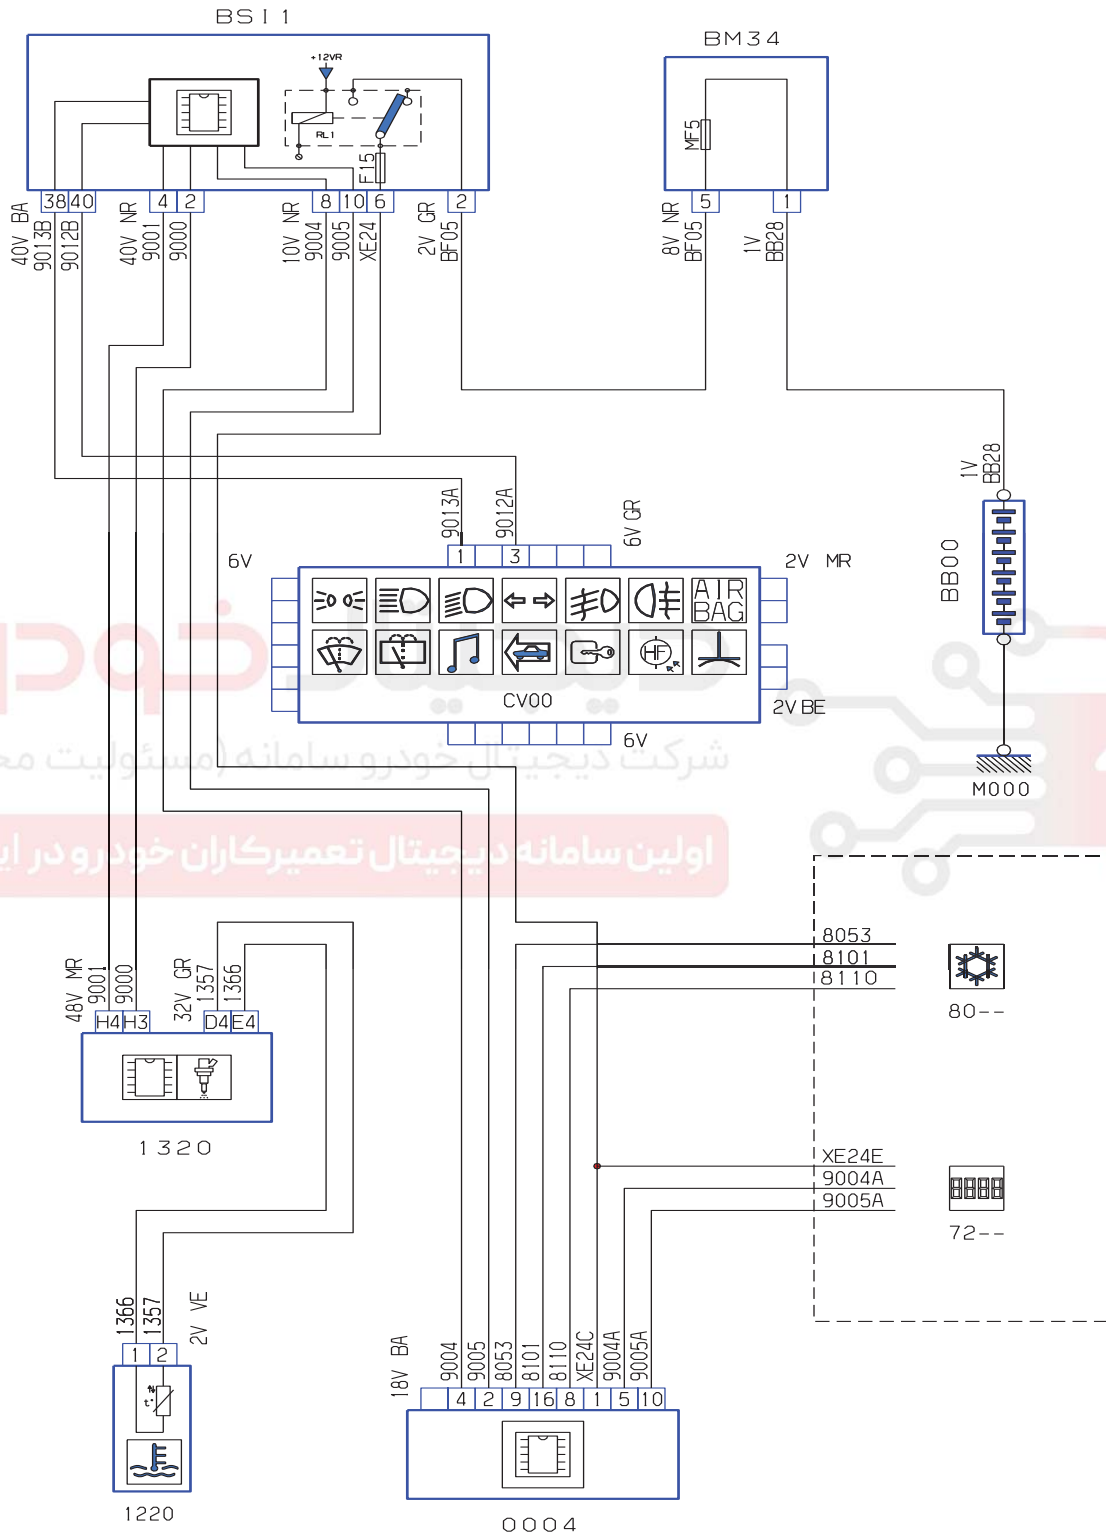 BSI1
BM34
+12VR
RL1
F15
MF5
38 40 4 2 8 10 6 2
5 1
40V BA
9013B
9012B
40V NR
9001
9000
10V NR
9004
9005
XE24
2V GR
BF05
8V NR
BF05
1V
BB28
1V
BB28
BB00
M000
9013A
9012A
6V GR
1 3
6V
2V MR
AIR
BAG
HF
CV00
2V BE
6V
دیجیتال خودرو
شرکت دیجیتال خودرو سامانه (مسئولیت
اولین سامانه دیجیتال تعمیرکاران خودرو در
8053
8101
8110
80--
XE24E
9004A
9005A
72--
48V MR
9001
9000
32V GR
1357
1366
H4 H3 D4 E4
1320
1366
1357
2V VE
1 2
t°
1220
18V BA
9004
9005
8053
8101
8110
XE24C
9004A
9005A
4 2 9 16 8 1 5 10
0004